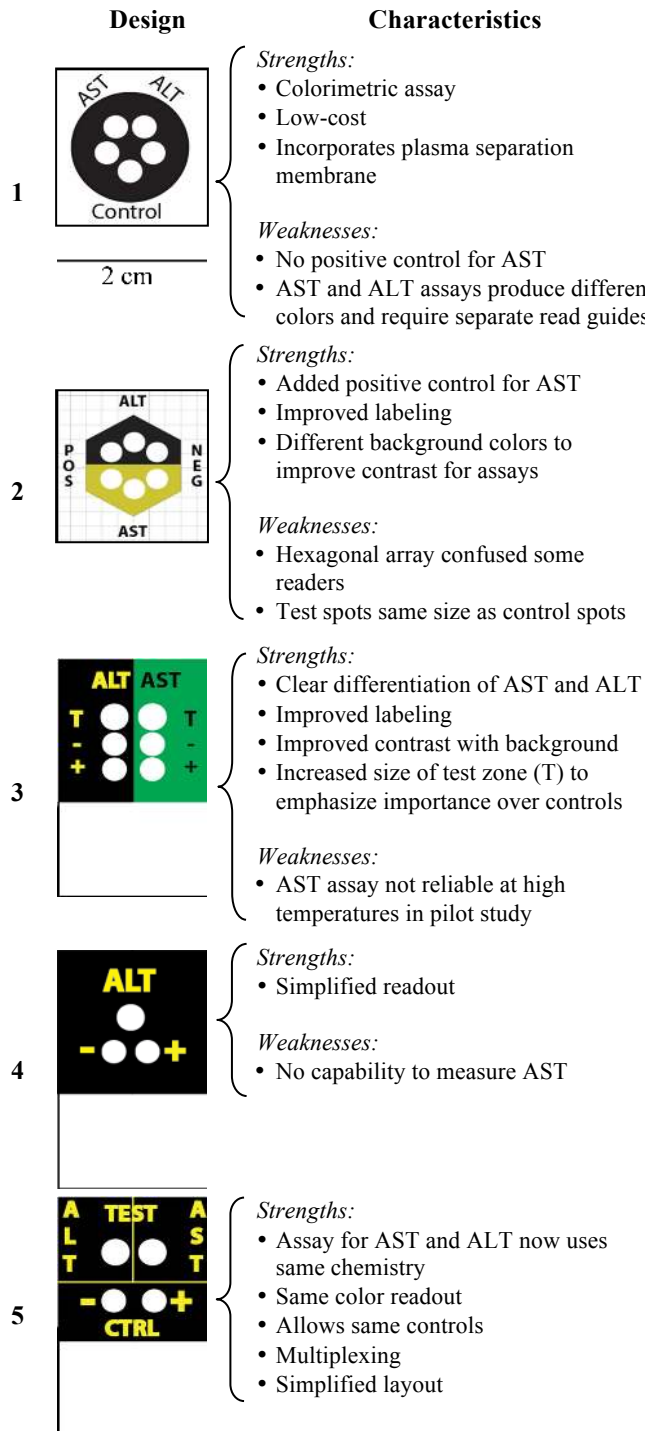 Design Characteristics
1
AST ALT
Control
2 cm
Strengths:
• Colorimetric assay
• Low-cost
• Incorporates plasma separation
membrane
Weaknesses:
• No positive control for AST
• AST and ALT assays produce differen
colors and require separate read guides
2
ALT
POS
NEG
AST
Strengths:
• Added positive control for AST
• Improved labeling
• Different background colors to
improve contrast for assays
Weaknesses:
• Hexagonal array confused some
readers
• Test spots same size as control spots
3
ALT AST
T T
- -
+ +
Strengths:
• Clear differentiation of AST and ALT
• Improved labeling
• Improved contrast with background
• Increased size of test zone (T) to
emphasize importance over controls
Weaknesses:
• AST assay not reliable at high
temperatures in pilot study
4
ALT
- +
Strengths:
• Simplified readout
Weaknesses:
• No capability to measure AST
5
ALT
TEST
AST
- +
CTRL
Strengths:
• Assay for AST and ALT now uses
same chemistry
• Same color readout
• Allows same controls
• Multiplexing
• Simplified layout